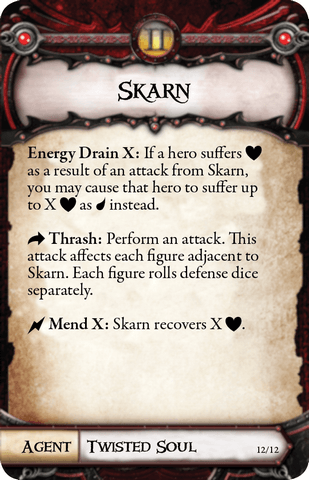 II
SKARN
Energy Drain X: If a hero suffers ♥
as a result of an attack from Skarn,
you may cause that hero to suffer up
to X ♥ as 💧 instead.
Thrash: Perform an attack. This
attack affects each figure adjacent to
Skarn. Each figure rolls defense dice
separately.
Mend X: Skarn recovers X ♥.
AGENT TWISTED SOUL 12/12